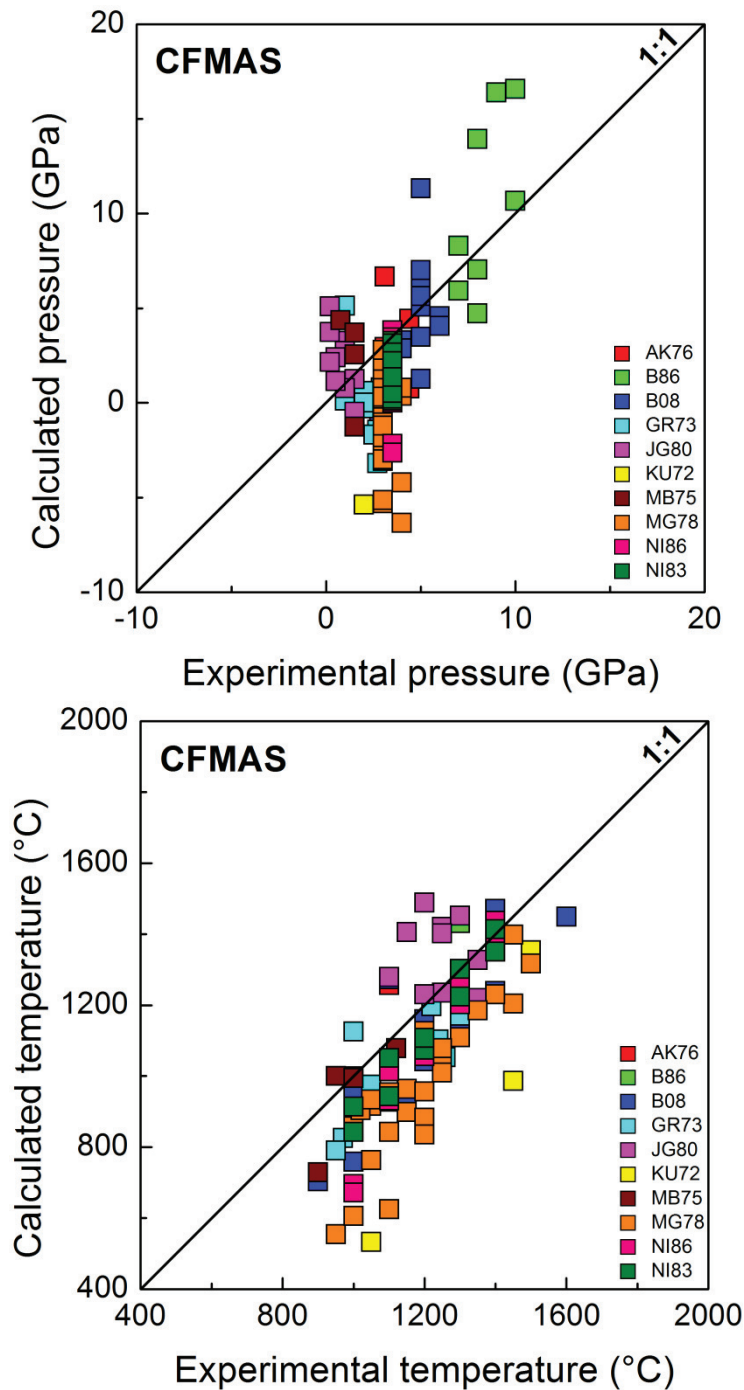 20
CFMAS
1:1
10
0
-10
Calculated pressure (GPa)
AK76
B86
B08
GR73
JG80
KU72
MB75
MG78
NI86
NI83
-10
0
10
20
Experimental pressure (GPa)
2000
CFMAS
1:1
1600
1200
800
400
Calculated temperature (°C)
AK76
B86
B08
GR73
JG80
KU72
MB75
MG78
NI86
NI83
400
800
1200
1600
2000
Experimental temperature (°C)